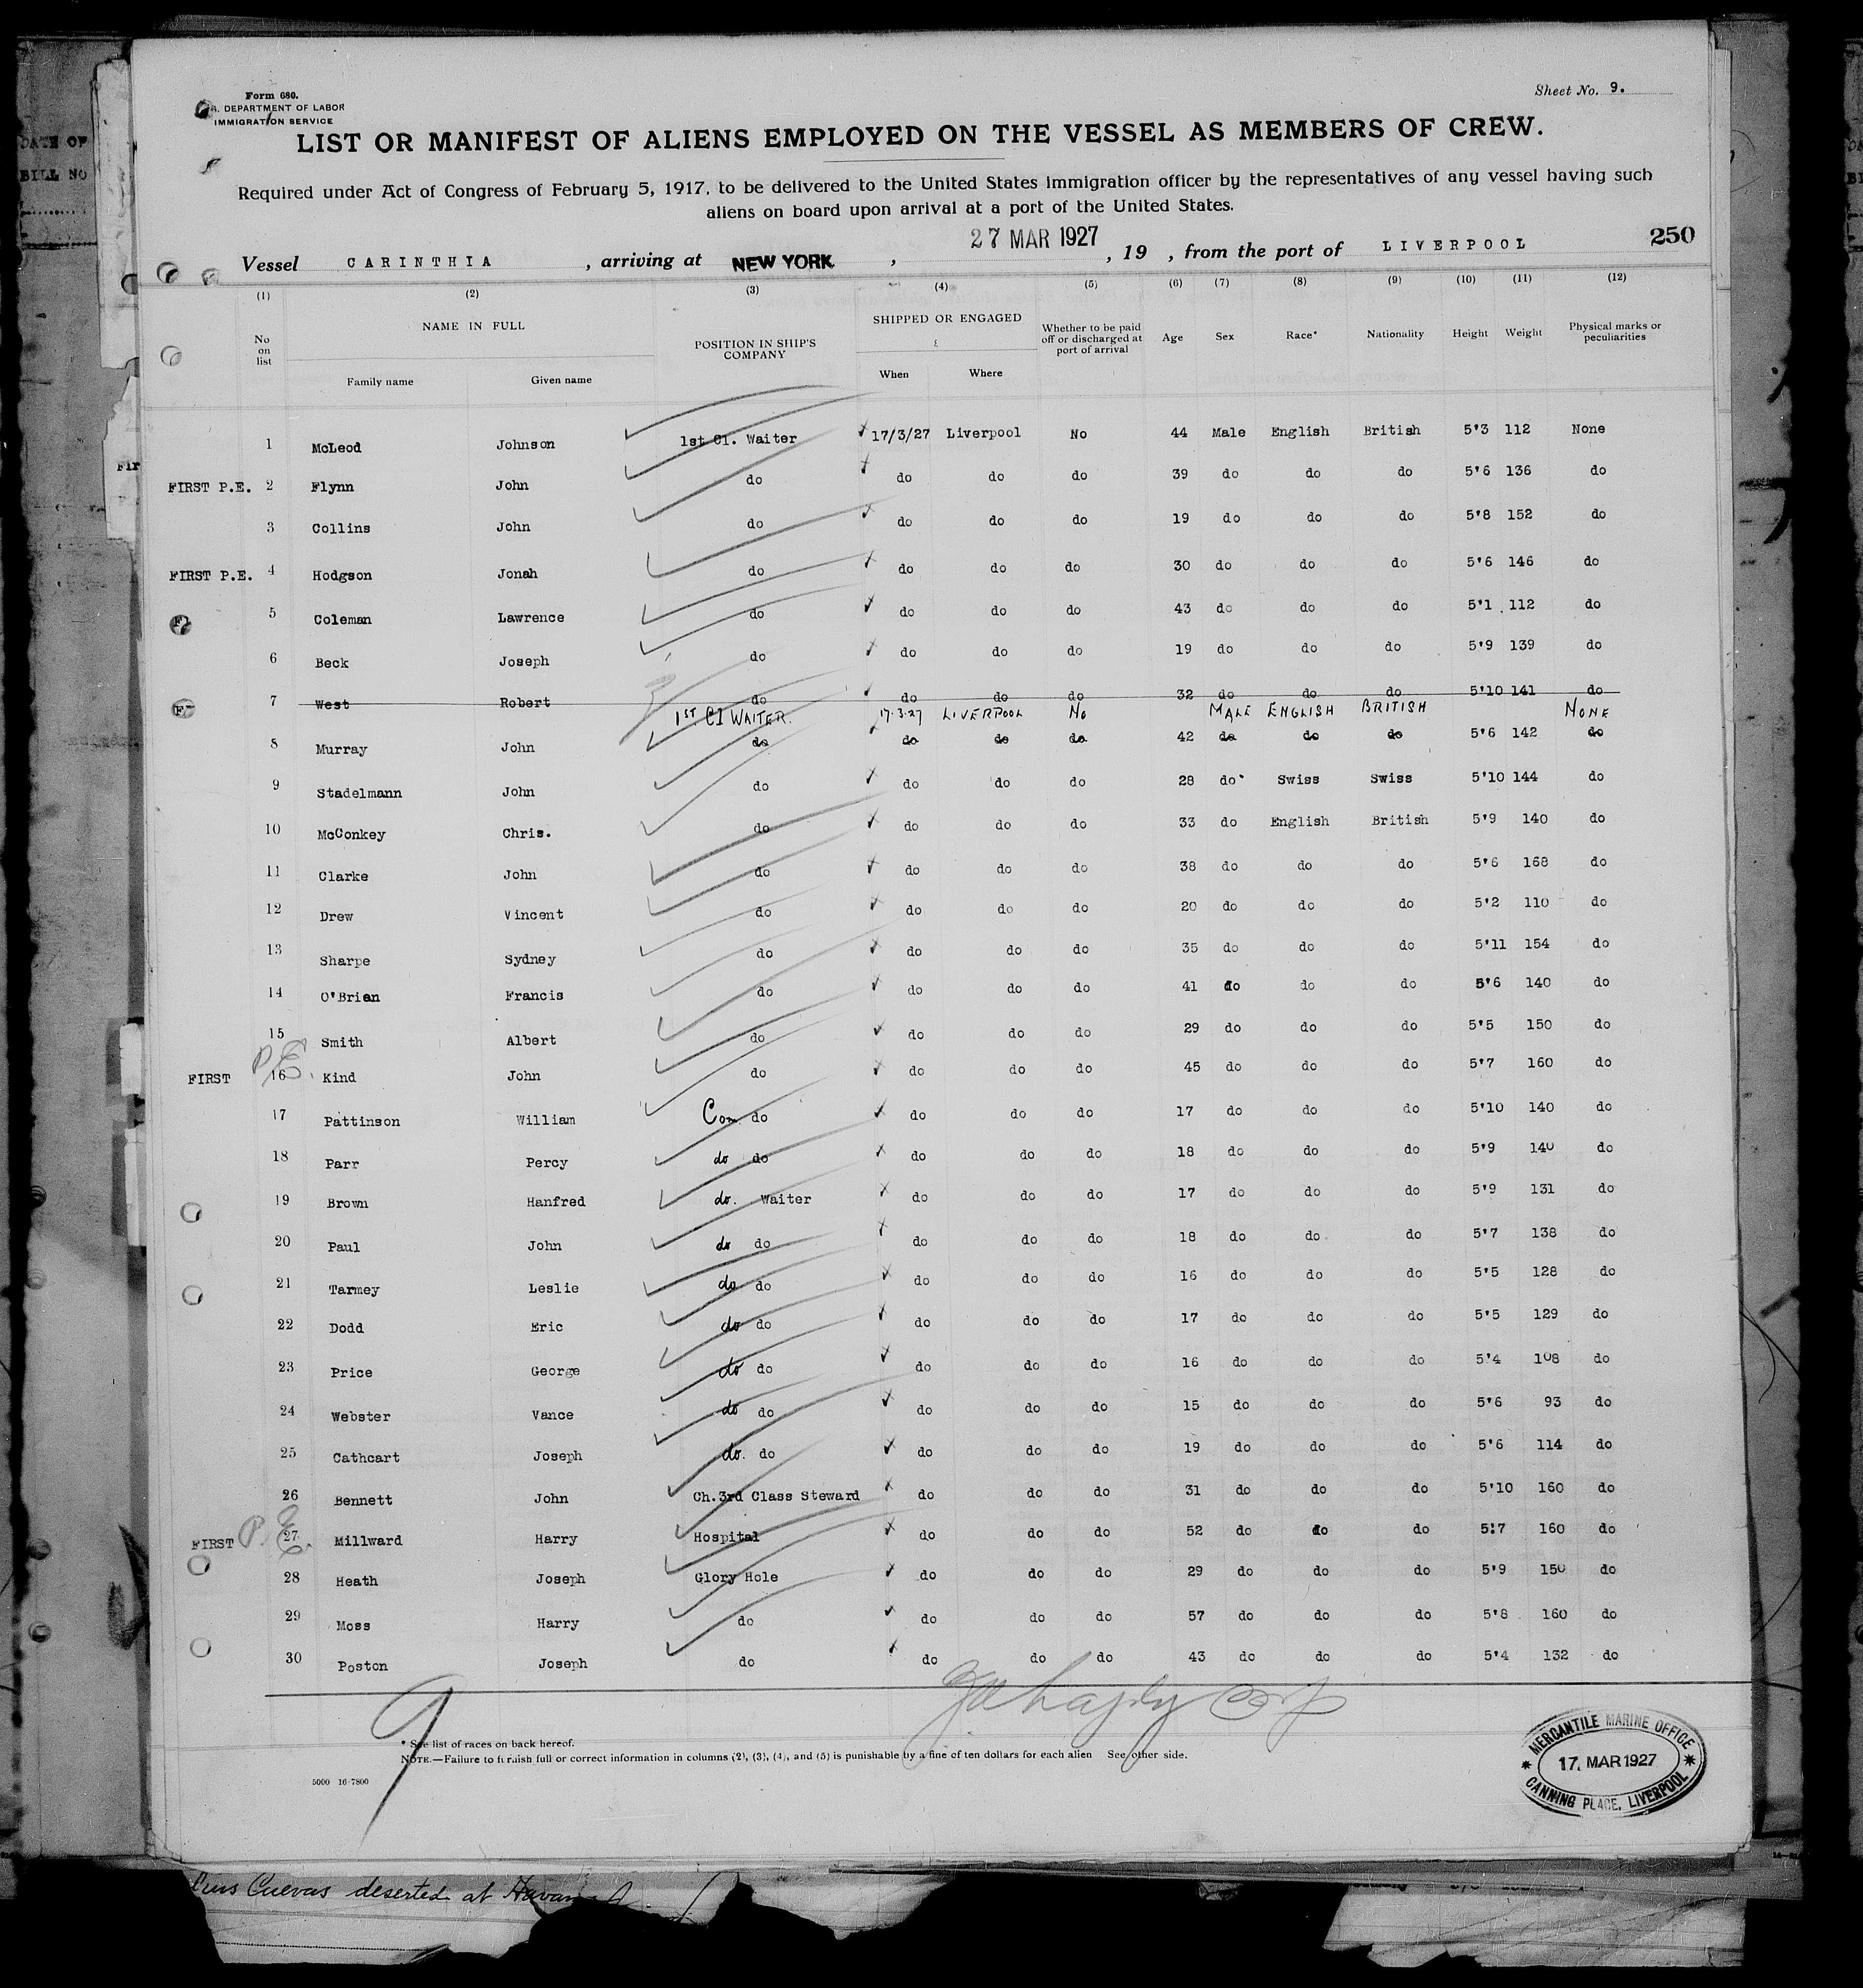 Form 680.
DEPARTMENT OF LABOR
IMMIGRATION SERVICE
Sheet No. 9.
LIST OR MANIFEST OF ALIENS EMPLOYED ON THE VESSEL AS MEMBERS OF CREW.
Required under Act of Congress of February 5, 1917, to be delivered to the United States immigration officer by the representatives of any vessel having such
aliens on board upon arrival at a port of the United States.
Vessel CARINTHIA , arriving at NEW YORK , 27 MAR 1927 , 19 , from the port of LIVERPOOL 250
(1) (2) (3) (4) (5) (6) (7) (8) (9) (10) (11) (12)
No on list NAME IN FULL Family name Given name POSITION IN SHIP'S COMPANY SHIPPED OR ENGAGED When Where Whether to be paid off or discharged at port of arrival Age Sex Race* Nationality Height Weight Physical marks or peculiarities
1 McLeod Johnson 1st Cl. Waiter 17/3/27 Liverpool No 44 Male English British 5'3 112 None
FIRST P.E. 2 Flynn John do do do do 39 do do do 5'6 136 do
3 Collins John do do do do 19 do do do 5'8 152 do
FIRST P.E. 4 Hodgson Jonah do do do do 30 do do do 5'6 146 do
5 Coleman Lawrence do do do do 43 do do do 5'1 112 do
6 Beck Joseph do do do do 19 do do do 5'9 139 do
7 West Robert do do do do 32 do do do 5'10 141 do
1ST Cl WAITER. 17.3.27 LIVERPOOL No MALE ENGLISH BRITISH NONE
8 Murray John do do do do 42 do do do 5'6 142 do
9 Stadelmann John do do do do 28 do Swiss Swiss 5'10 144 do
10 McConkey Chris. do do do do 33 do English British 5'9 140 do
11 Clarke John do do do do 38 do do do 5'6 168 do
12 Drew Vincent do do do do 20 do do do 5'2 110 do
13 Sharpe Sydney do do do do 35 do do do 5'11 154 do
14 O'Brian Francis do do do do 41 do do do 5'6 140 do
15 Smith Albert do do do do 29 do do do 5'5 150 do
FIRST P.E. 16 Kind John do do do do 45 do do do 5'7 160 do
17 Pattinson William Com. do do do do 17 do do do 5'10 140 do
18 Parr Percy do do do do do 18 do do do 5'9 140 do
19 Brown Hanfred do. Waiter do do do 17 do do do 5'9 131 do
20 Paul John do do do do do 18 do do do 5'7 138 do
21 Tarmey Leslie do do do do do 16 do do do 5'5 128 do
22 Dodd Eric do do do do do 17 do do do 5'5 129 do
23 Price George do do do do do 16 do do do 5'4 108 do
24 Webster Vance do do do do do 15 do do do 5'6 93 do
25 Cathcart Joseph do. do do do do 19 do do do 5'6 114 do
26 Bennett John Ch.3rd Class Steward do do do 31 do do do 5'10 160 do
FIRST P.E. 27 Millward Harry Hospital do do do 52 do do do 5'7 160 do
28 Heath Joseph Glory Hole do do do 29 do do do 5'9 150 do
29 Moss Harry do do do do 57 do do do 5'8 160 do
30 Poston Joseph do do do do 43 do do do 5'4 132 do
9
* See list of races on back hereof.
NOTE.—Failure to furnish full or correct information in columns (2), (3), (4), and (5) is punishable by a fine of ten dollars for each alien See other side.
5000 16-7800
MERCANTILE MARINE OFFICE
17 MAR 1927
CANNING PLACE, LIVERPOOL
Cuevas deserted at Havana